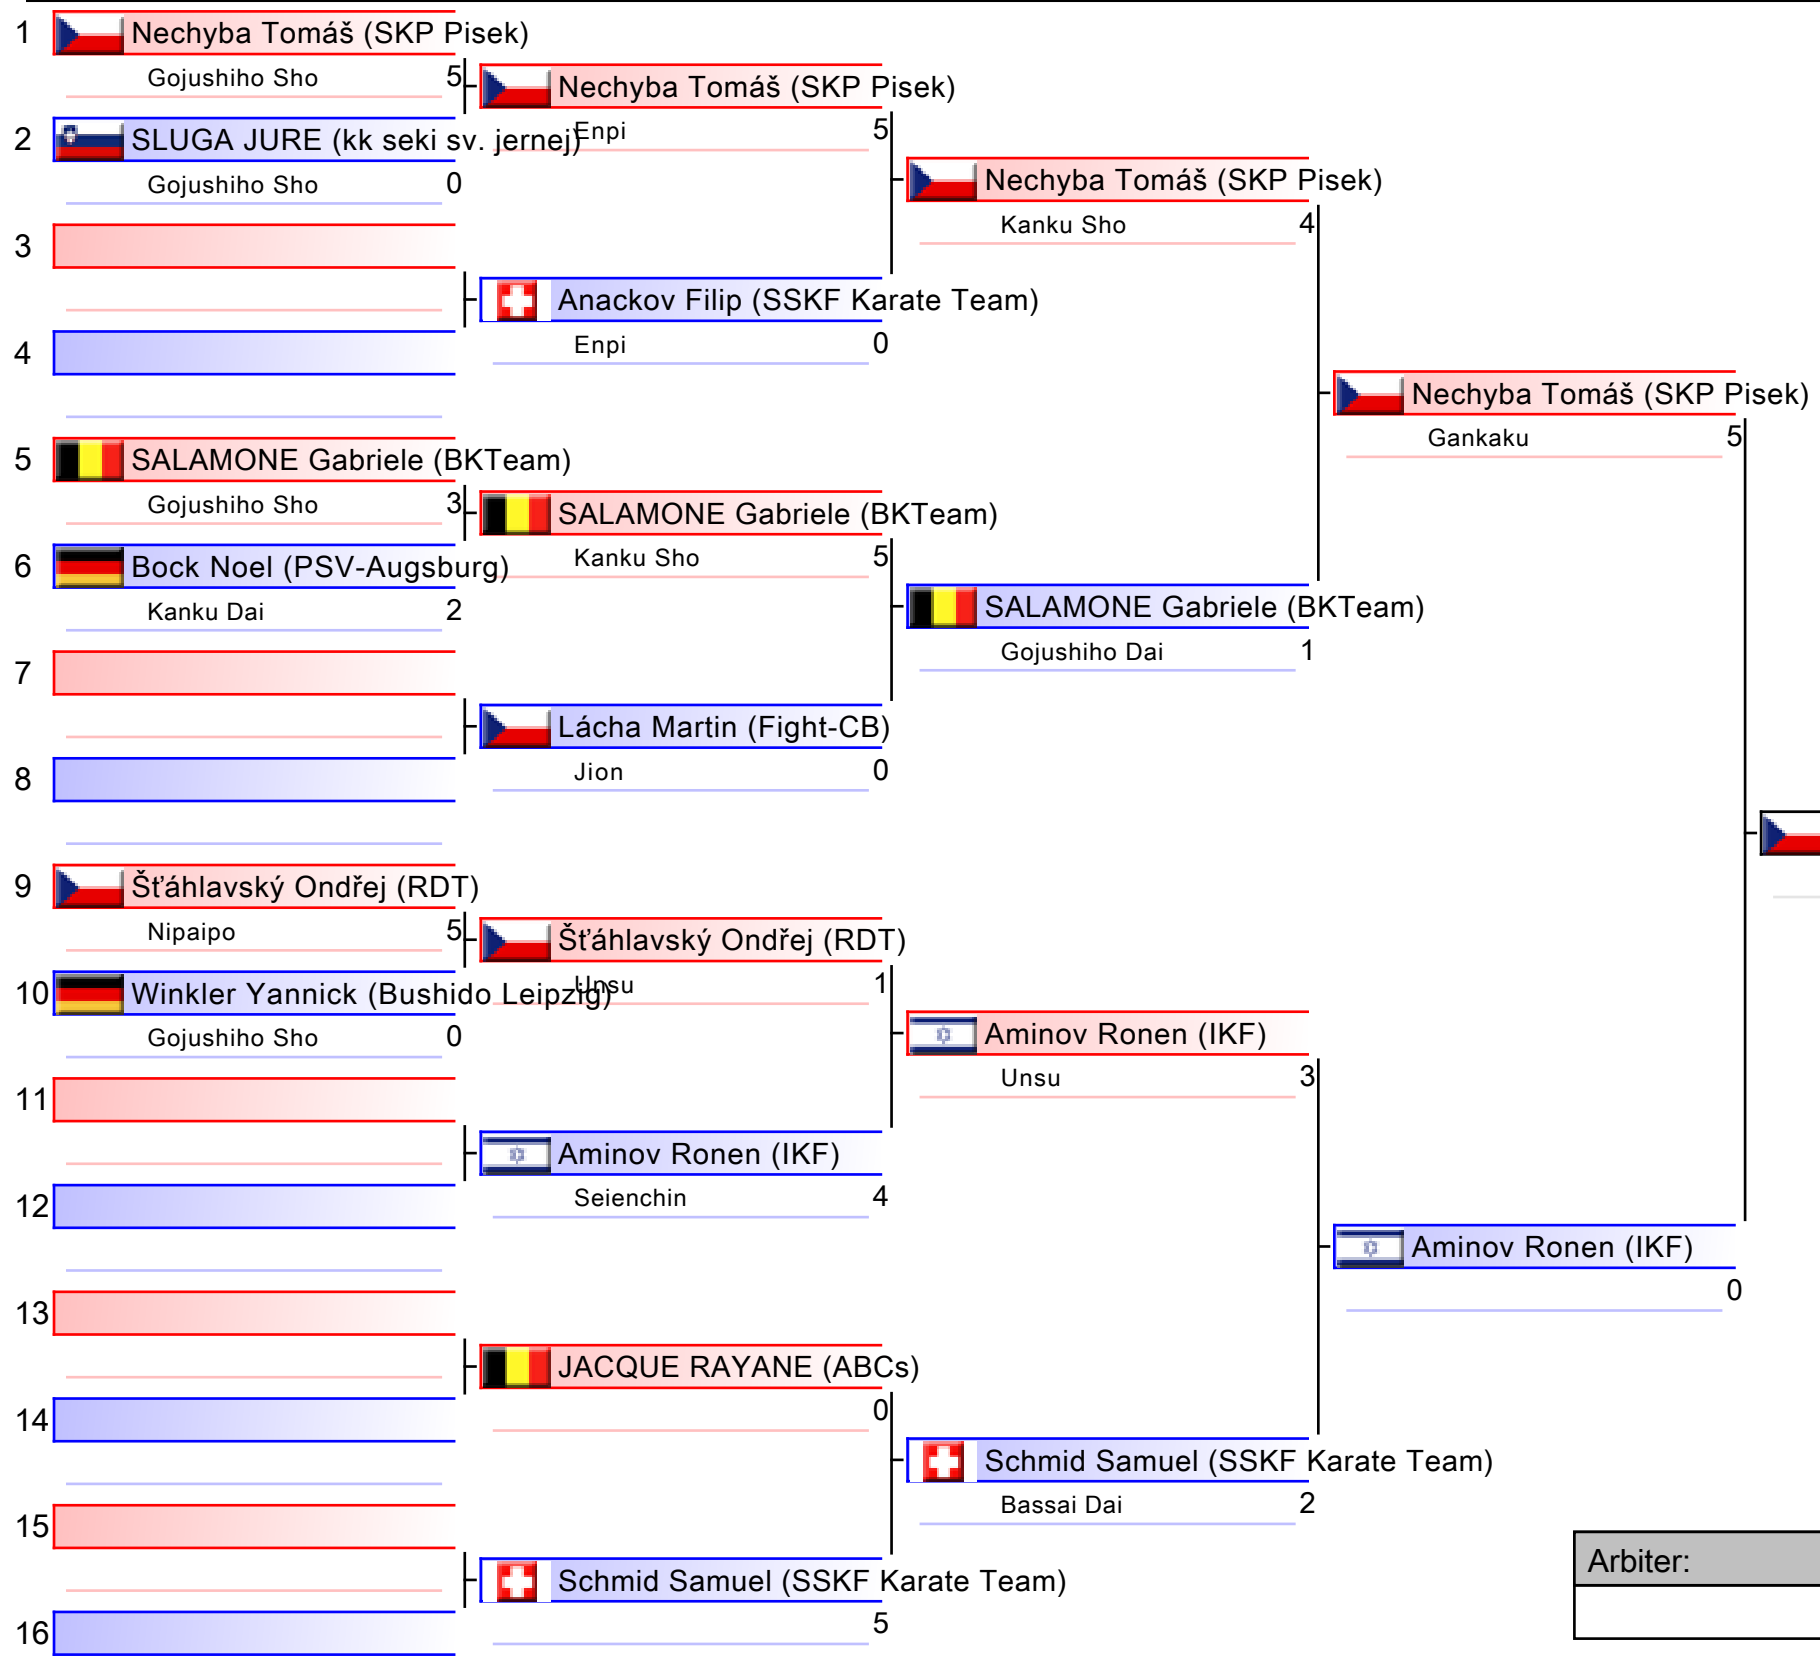 1 Nechyba Tomáš (SKP Pisek)
Gojushiho Sho 5
Nechyba Tomáš (SKP Pisek)
Enpi 5
2 SLUGA JURE (kk seki sv. jernej)
Gojushiho Sho 0
Nechyba Tomáš (SKP Pisek)
Kanku Sho 4
3
Anackov Filip (SSKF Karate Team)
Enpi 0
4
Nechyba Tomáš (SKP Pisek)
Gankaku 5
5 SALAMONE Gabriele (BKTeam)
Gojushiho Sho 3
SALAMONE Gabriele (BKTeam)
Kanku Sho 5
6 Bock Noel (PSV-Augsburg)
Kanku Dai 2
SALAMONE Gabriele (BKTeam)
Gojushiho Dai 1
7
Lácha Martin (Fight-CB)
Jion 0
8
9 Šťáhlavský Ondřej (RDT)
Nipaipo 5
Šťáhlavský Ondřej (RDT)
Unsu 1
10 Winkler Yannick (Bushido Leipzig)
Gojushiho Sho 0
Aminov Ronen (IKF)
Unsu 3
11
Aminov Ronen (IKF)
Seienchin 4
12
Aminov Ronen (IKF)
0
13
JACQUE RAYANE (ABCs)
0
14
Schmid Samuel (SSKF Karate Team)
Bassai Dai 2
15
Arbiter:
Schmid Samuel (SSKF Karate Team)
5
16